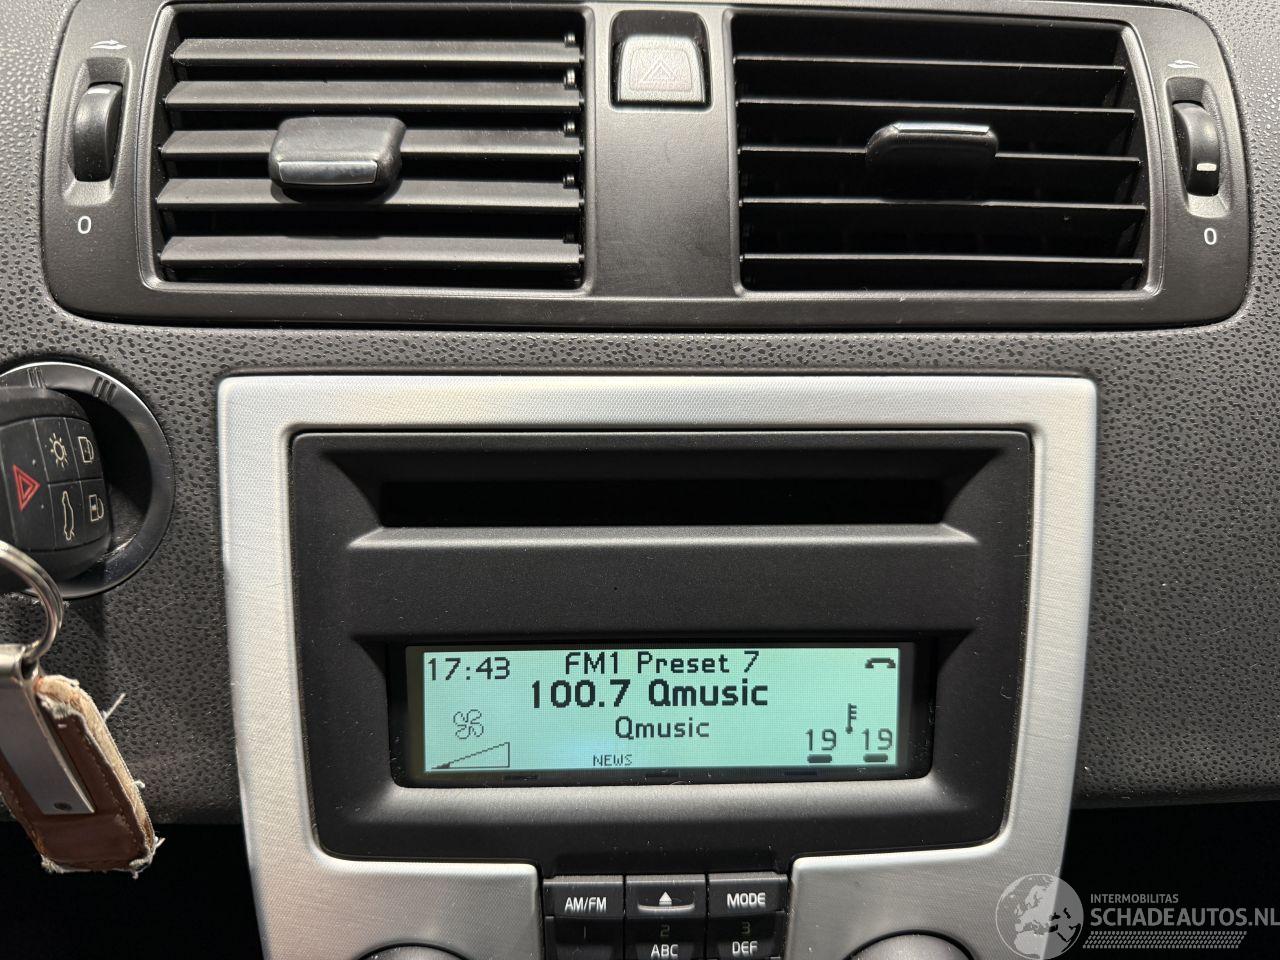 0
0
17:43
FM1 Preset 7
100.7 Qmusic
Qmusic
19
19
NEWS
AM/FM
MODE
1
2
3
ABC
DEF
INTERMOBILITAS
SCHADEAUTOS.NL